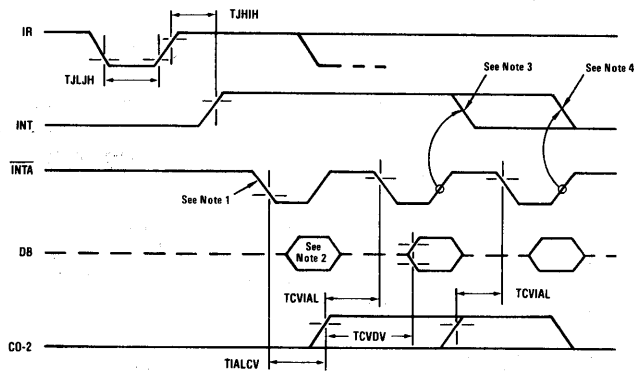 IR
TJHIH
TJLJH
See Note 3
See Note 4
INT
INTA
See Note 1
DB
See
Note 2
TCVIAL
TCVDV
TCVIAL
CO-2
TIALCV